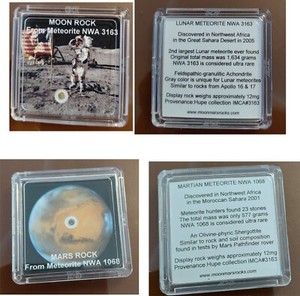 MOON ROCK
From Meteorite NWA 3163
LUNAR METEORITE NWA 3163
Discovered in Northwest Africa
in the Great Sahara Desert in 2005
2nd largest Lunar meteorite ever found
Original total mass was 1.634 grams
NWA 3163 is considered ultra rare
Feldspathic-granulitic Achondrite
Gray color is unique for Lunar meteorites
Similar to rocks from Apollo 16 & 17
Display rock weighs approximately 12mg
Provenance Hupe collection IMCA#3163
www.moonmarsrocks.com
MARS ROCK
From Meteorite NWA 1068
MARTIAN METEORITE NWA 1068
Discovered in Northwest Africa
in the Moroccan Sahara 2001
Meteorite hunters found 23 stones
The total mass was only 577 grams
NWA 1068 is considered ultra rare
An Olivine-phyric Shergottite
Similar to rock and soil composition
found in tests by Mars Pathfinder rover
Display rock weighs approximately 12mg
Provenance Hupe collection IMCA#3163
www.moonmarsrocks.com